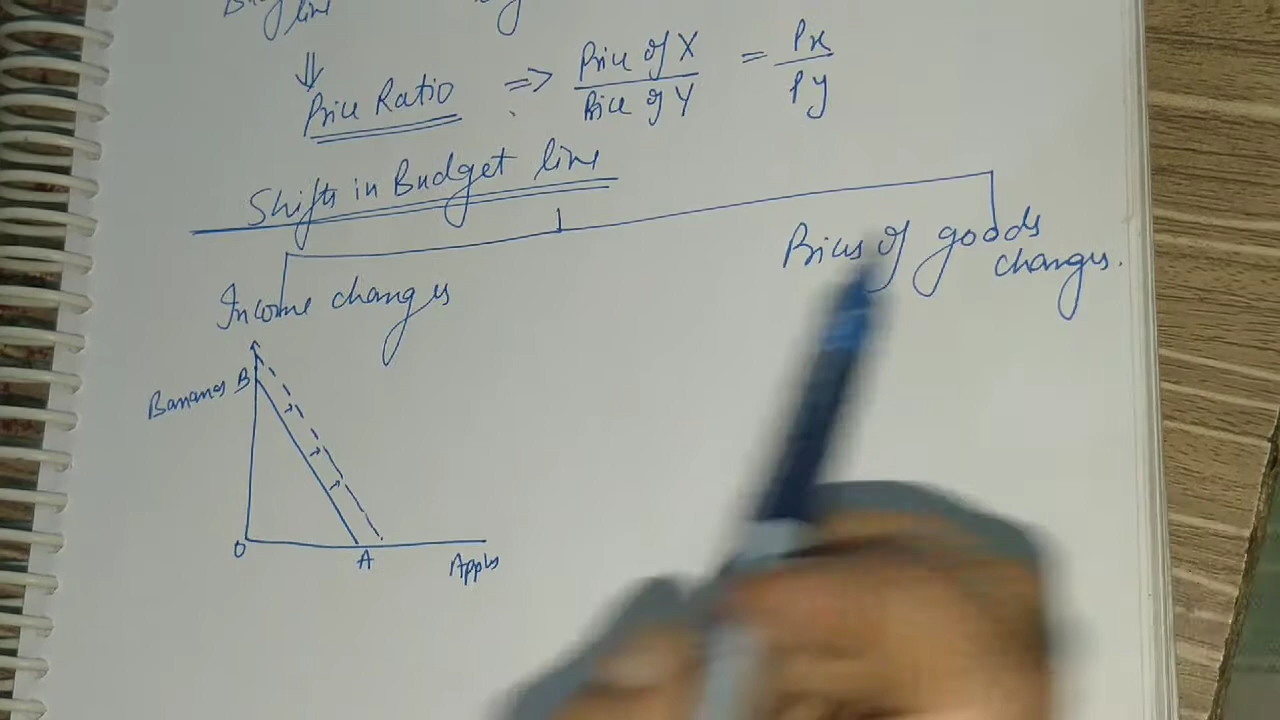 line
⇓
Price Ratio => Price of X / Price of Y = Px / Py
Shifts in Budget line
Income changes
Prices of goods
changes.
Bananas B
O
A
Apples